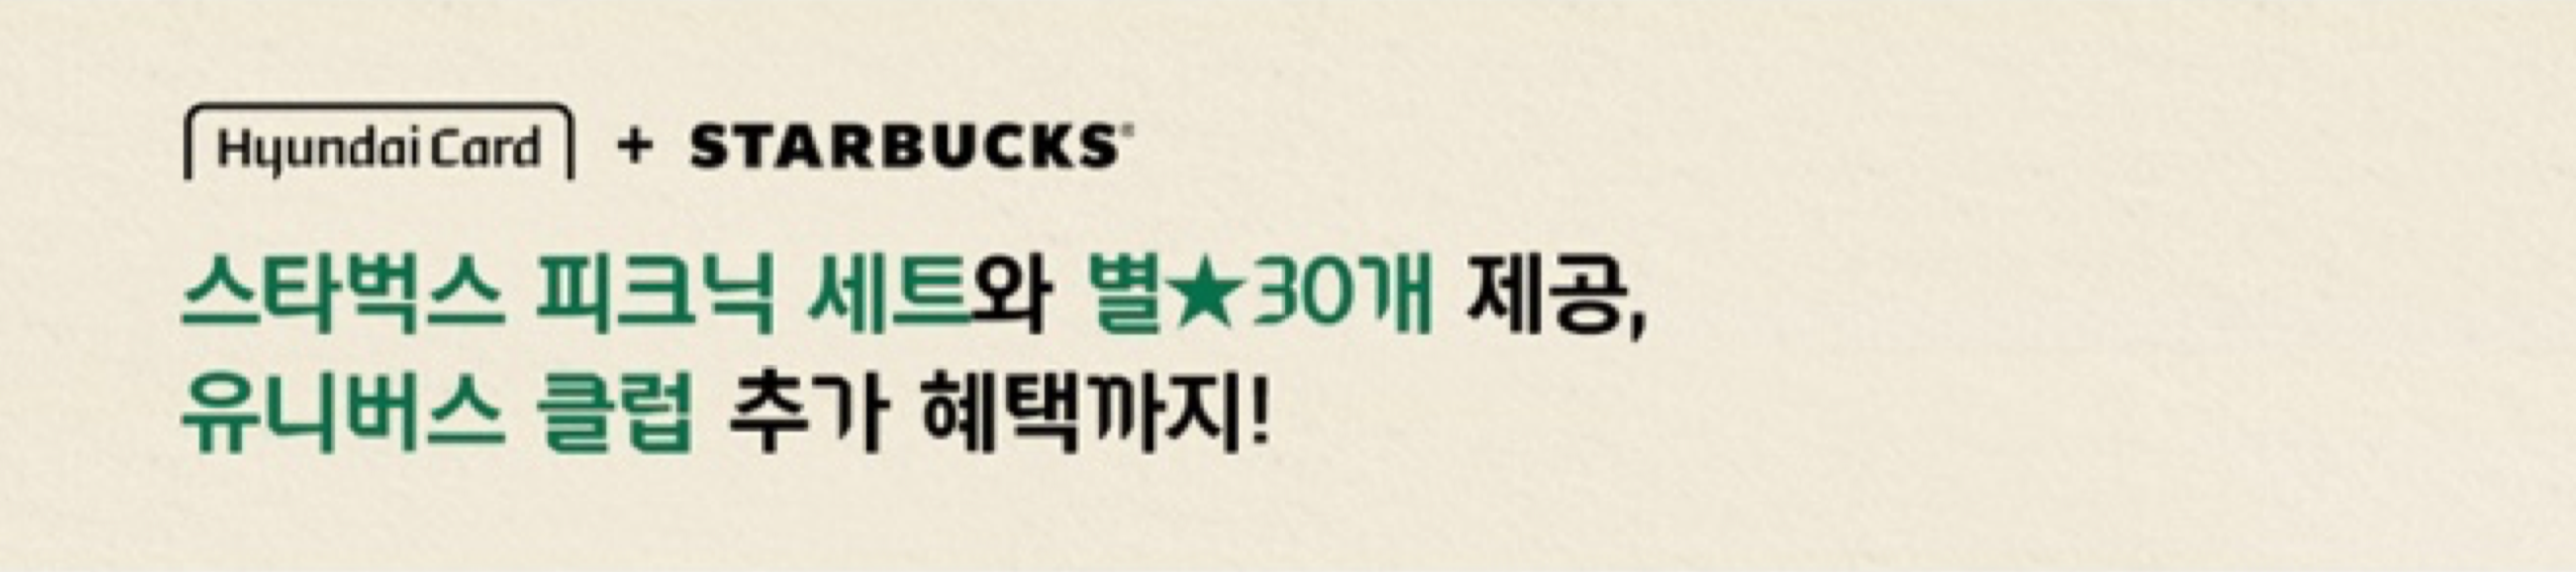 Hyundai Card + STARBUCKS®
스타벅스 피크닉 세트와 별★30개 제공,
유니버스 클럽 추가 혜택까지!